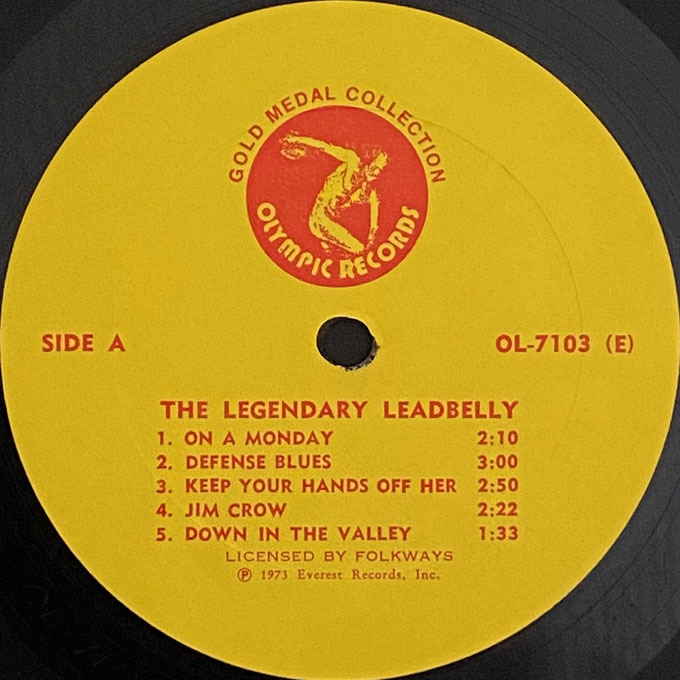 GOLD MEDAL COLLECTION
OLYMPIC RECORDS
SIDE A
OL-7103 (E)
THE LEGENDARY LEADBELLY
1. ON A MONDAY 2:10
2. DEFENSE BLUES 3:00
3. KEEP YOUR HANDS OFF HER 2:50
4. JIM CROW 2:22
5. DOWN IN THE VALLEY 1:33
LICENSED BY FOLKWAYS
℗ 1973 Everest Records, Inc.